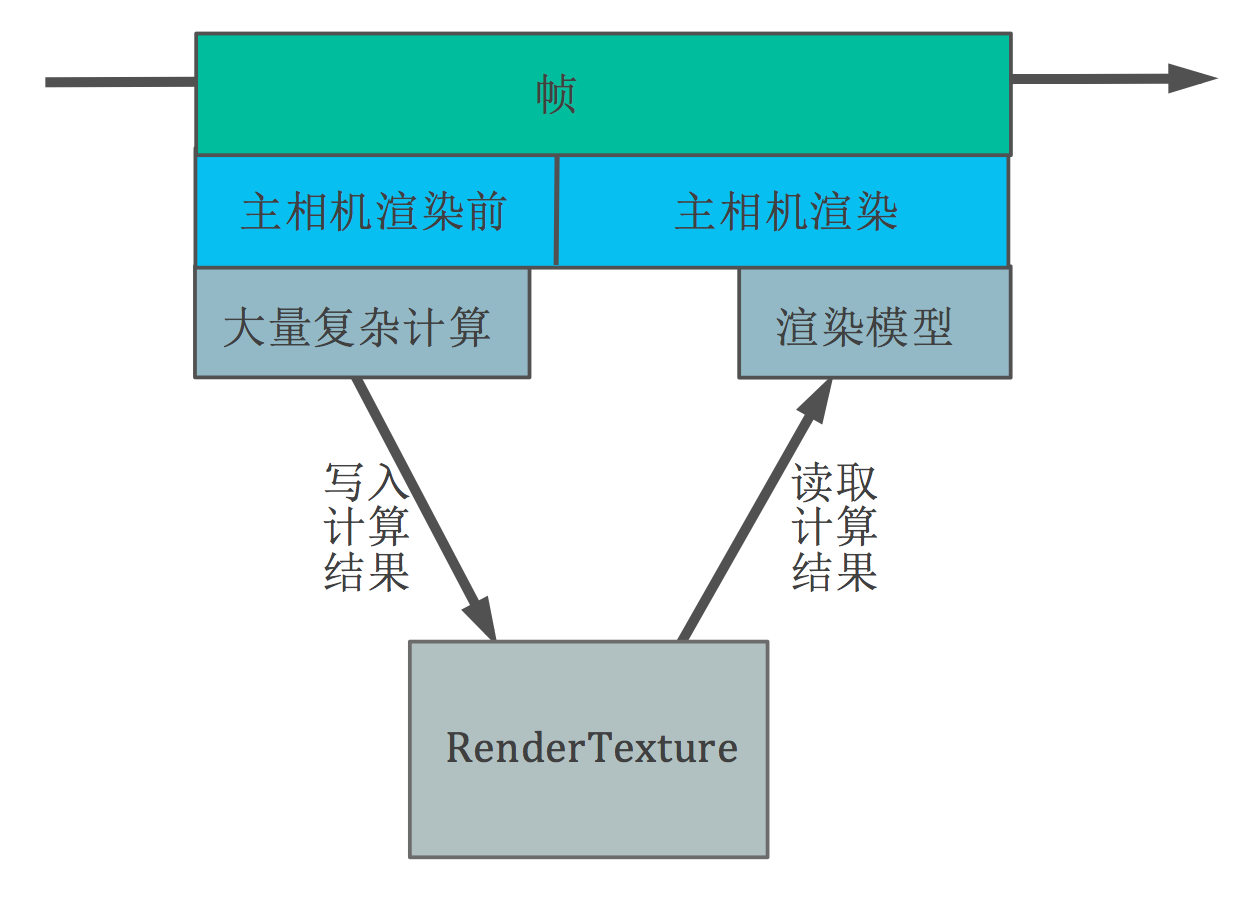 帧
主相机渲染前
主相机渲染
大量复杂计算
渲染模型
写入
计算
结果
读取
计算
结果
RenderTexture